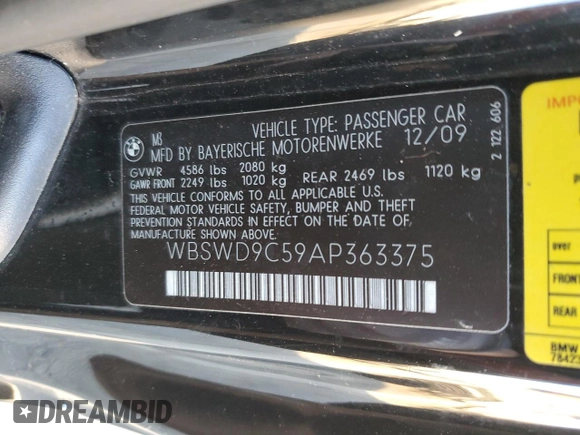 M3 VEHICLE TYPE: PASSENGER CAR
MFD BY BAYERISCHE MOTORENWERKE 12/09
GVWR 4586 lbs 2080 kg
GAWR FRONT 2249 lbs 1020 kg REAR 2469 lbs 1120 kg
THIS VEHICLE CONFORMS TO ALL APPLICABLE U.S.
FEDERAL MOTOR VEHICLE SAFETY, BUMPER AND THEFT
PREVENTION STANDARDS IN EFFECT ON THE DATE OF
MANUFACTURE SHOWN ABOVE.
WBSWD9C59AP363375
2 122 606
over
FRONT
REAR
BMW
7842
DREAMBID